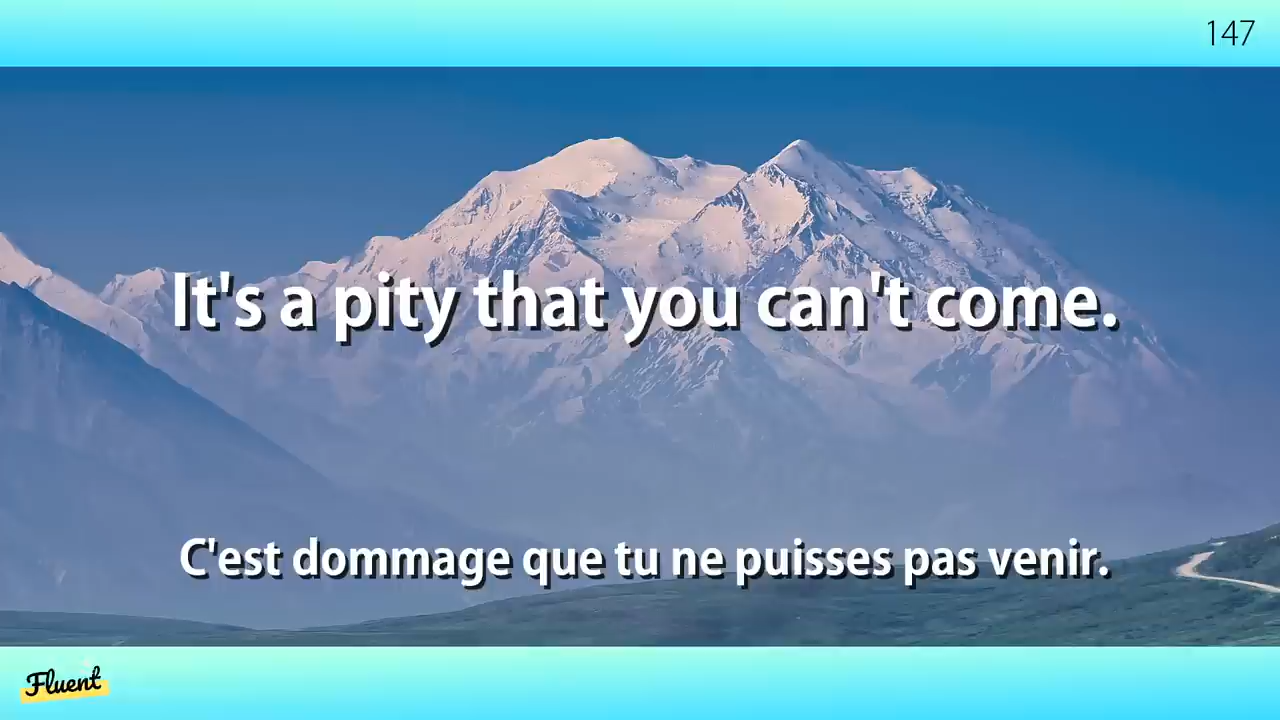 147
It's a pity that you can't come.
C'est dommage que tu ne puisses pas venir.
Fluent